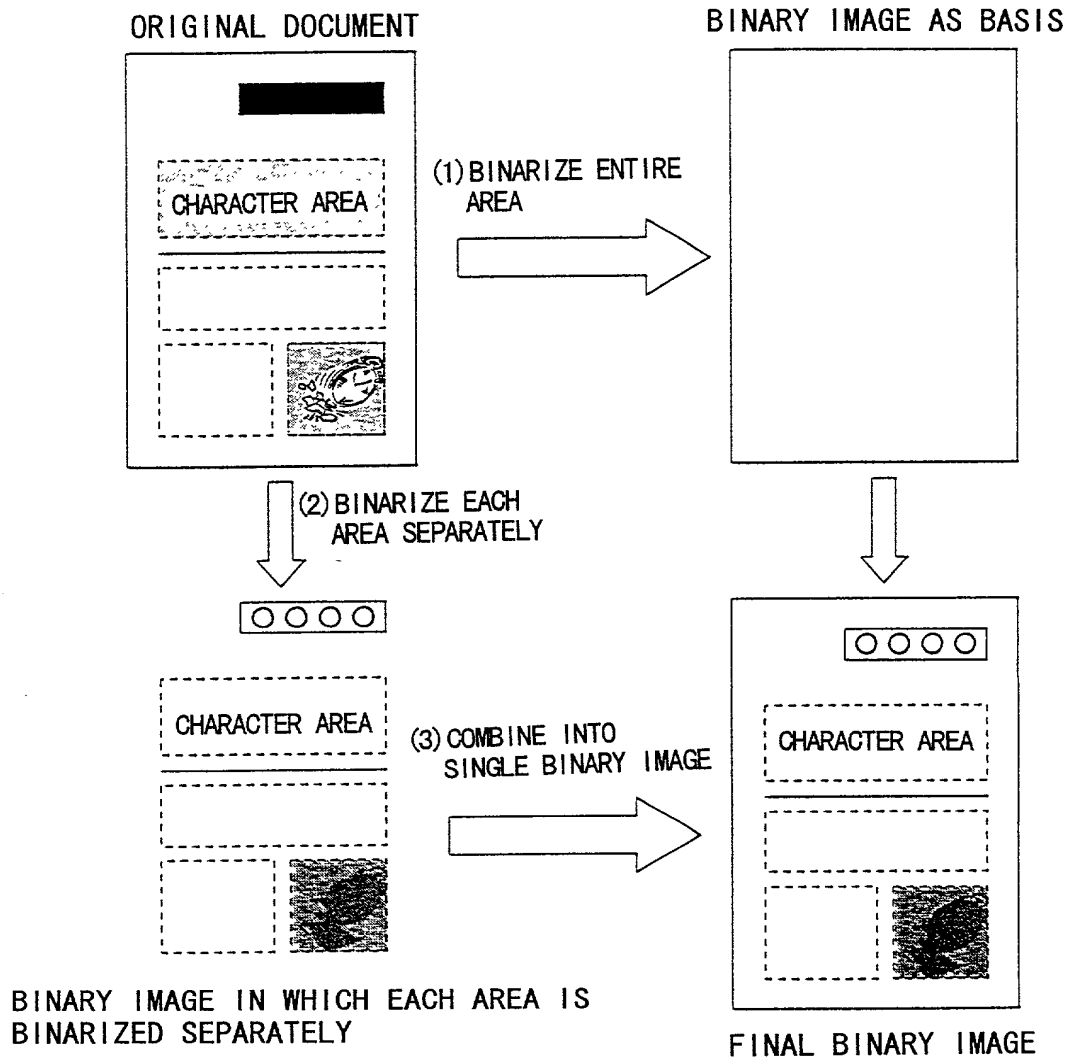 ORIGINAL DOCUMENT
BINARY IMAGE AS BASIS
CHARACTER AREA
(1) BINARIZE ENTIRE
AREA
(2) BINARIZE EACH
AREA SEPARATELY
CHARACTER AREA
(3) COMBINE INTO
SINGLE BINARY IMAGE
CHARACTER AREA
BINARY IMAGE IN WHICH EACH AREA IS
BINARIZED SEPARATELY
FINAL BINARY IMAGE